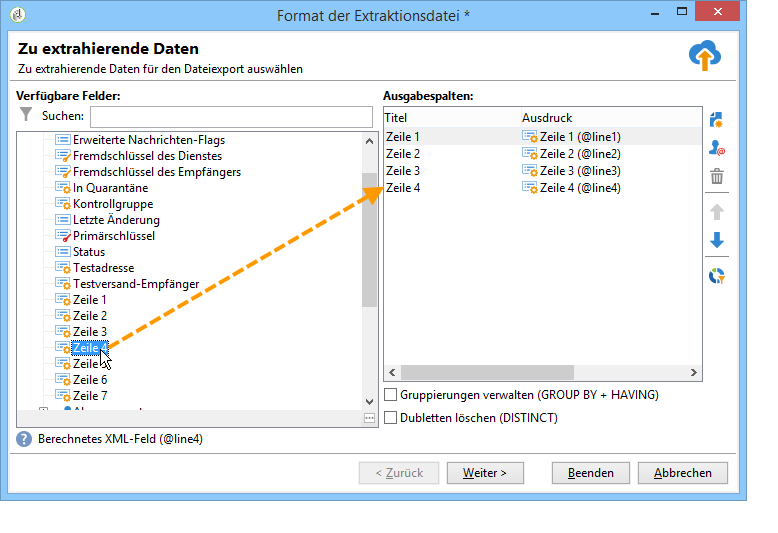 Format der Extraktionsdatei *
Zu extrahierende Daten
Zu extrahierende Daten für den Dateiexport auswählen
Verfügbare Felder:
Suchen:
Erweiterte Nachrichten-Flags
Fremdschlüssel des Dienstes
Fremdschlüssel des Empfängers
In Quarantäne
Kontrollgruppe
Letzte Änderung
Primärschlüssel
Status
Testadresse
Testversand-Empfänger
Zeile 1
Zeile 2
Zeile 3
Zeile 4
Zeile
Zeile 6
Zeile 7
Berechnetes XML-Feld (@line4)
Ausgabespalten:
Titel Ausdruck
Zeile 1 Zeile 1 (@line1)
Zeile 2 Zeile 2 (@line2)
Zeile 3 Zeile 3 (@line3)
Zeile 4 Zeile 4 (@line4)
Gruppierungen verwalten (GROUP BY + HAVING)
Dubletten löschen (DISTINCT)
< Zurück Weiter > Beenden Abbrechen